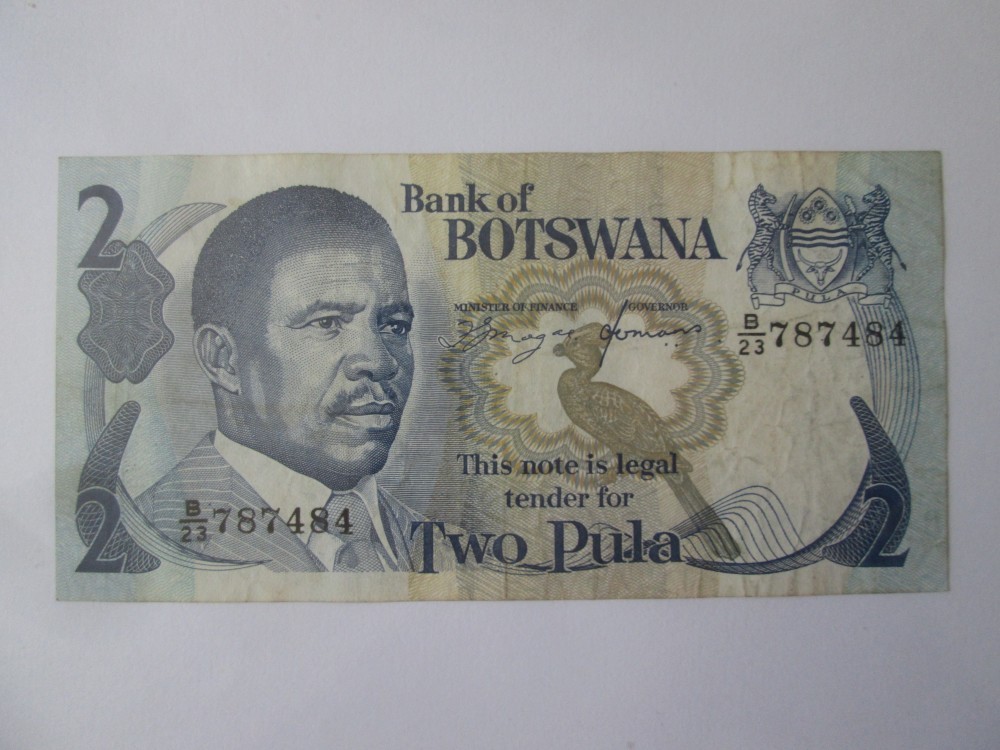 2
Bank of
BOTSWANA
MINISTER OF FINANCE GOVERNOR
PULA
B/23 787484
This note is legal
tender for
Two Pula
B/23 787484
2
2